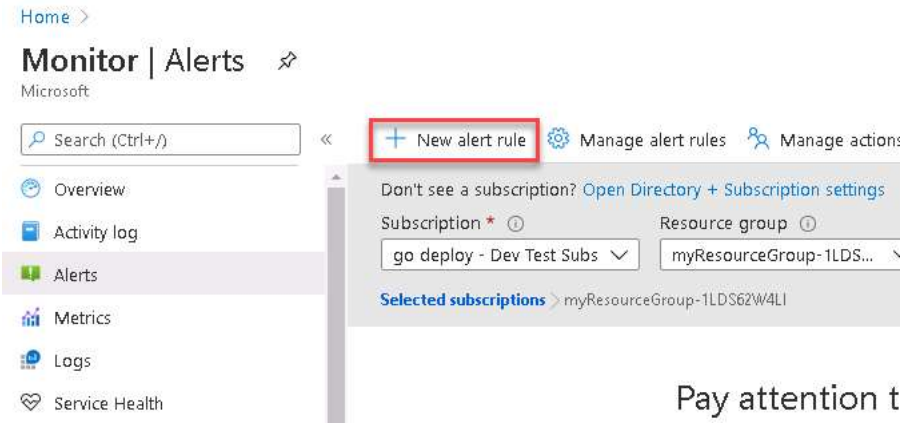 Home >
Monitor | Alerts
Microsoft
Search (Ctrl+/)
«
+ New alert rule
Manage alert rules
Manage actions
Overview
Activity log
Alerts
Metrics
Logs
Service Health
Don't see a subscription? Open Directory + Subscription settings
Subscription *
Resource group
go deploy - Dev Test Subs
myResourceGroup-1LDS...
Selected subscriptions > myResourceGroup-1LDS62W4LI
Pay attention t